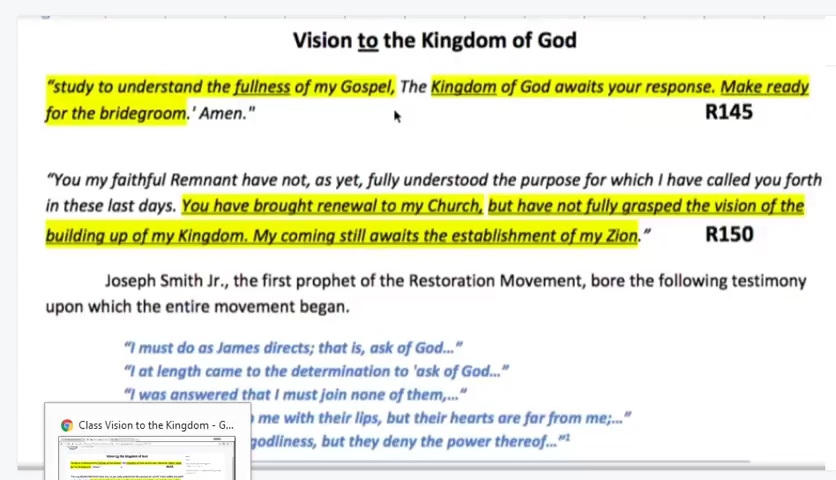 Vision to the Kingdom of God
“study to understand the fullness of my Gospel, The Kingdom of God awaits your response. Make ready
for the bridegroom.' Amen." R145
“You my faithful Remnant have not, as yet, fully understood the purpose for which I have called you forth
in these last days. You have brought renewal to my Church, but have not fully grasped the vision of the
building up of my Kingdom. My coming still awaits the establishment of my Zion.” R150
Joseph Smith Jr., the first prophet of the Restoration Movement, bore the following testimony
upon which the entire movement began.
“I must do as James directs; that is, ask of God...”
“I at length came to the determination to 'ask of God...”
“I was answered that I must join none of them,...”
me with their lips, but their hearts are far from me;...”
godliness, but they deny the power thereof...”1
Class Vision to the Kingdom - G...